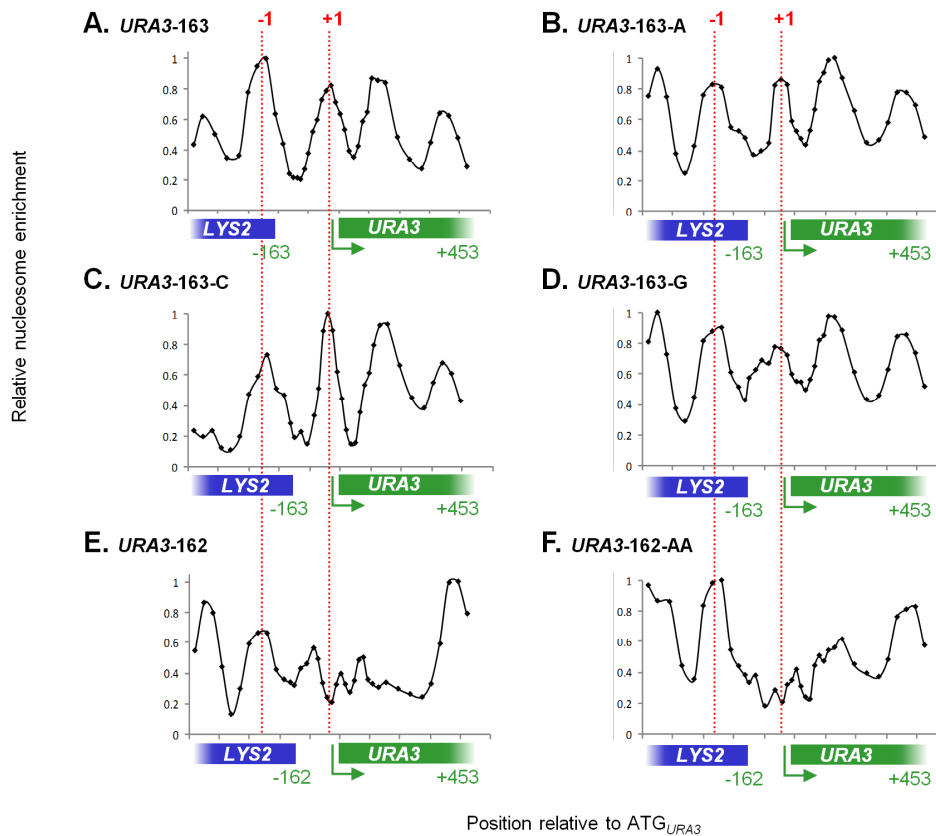 -1 +1 -1 +1
A. URA3-163
B. URA3-163-A
1
0.8
0.6
0.4
0.2
0
LYS2 URA3
-163 +453
1
0.8
0.6
0.4
0.2
0
LYS2 URA3
-163 +453
Relative nucleosome enrichment
C. URA3-163-C
D. URA3-163-G
1
0.8
0.6
0.4
0.2
0
LYS2 URA3
-163 +453
1
0.8
0.6
0.4
0.2
0
LYS2 URA3
-163 +453
E. URA3-162
F. URA3-162-AA
1
0.8
0.6
0.4
0.2
0
LYS2 URA3
-162 +453
1
0.8
0.6
0.4
0.2
0
LYS2 URA3
-162 +453
Position relative to ATGURA3